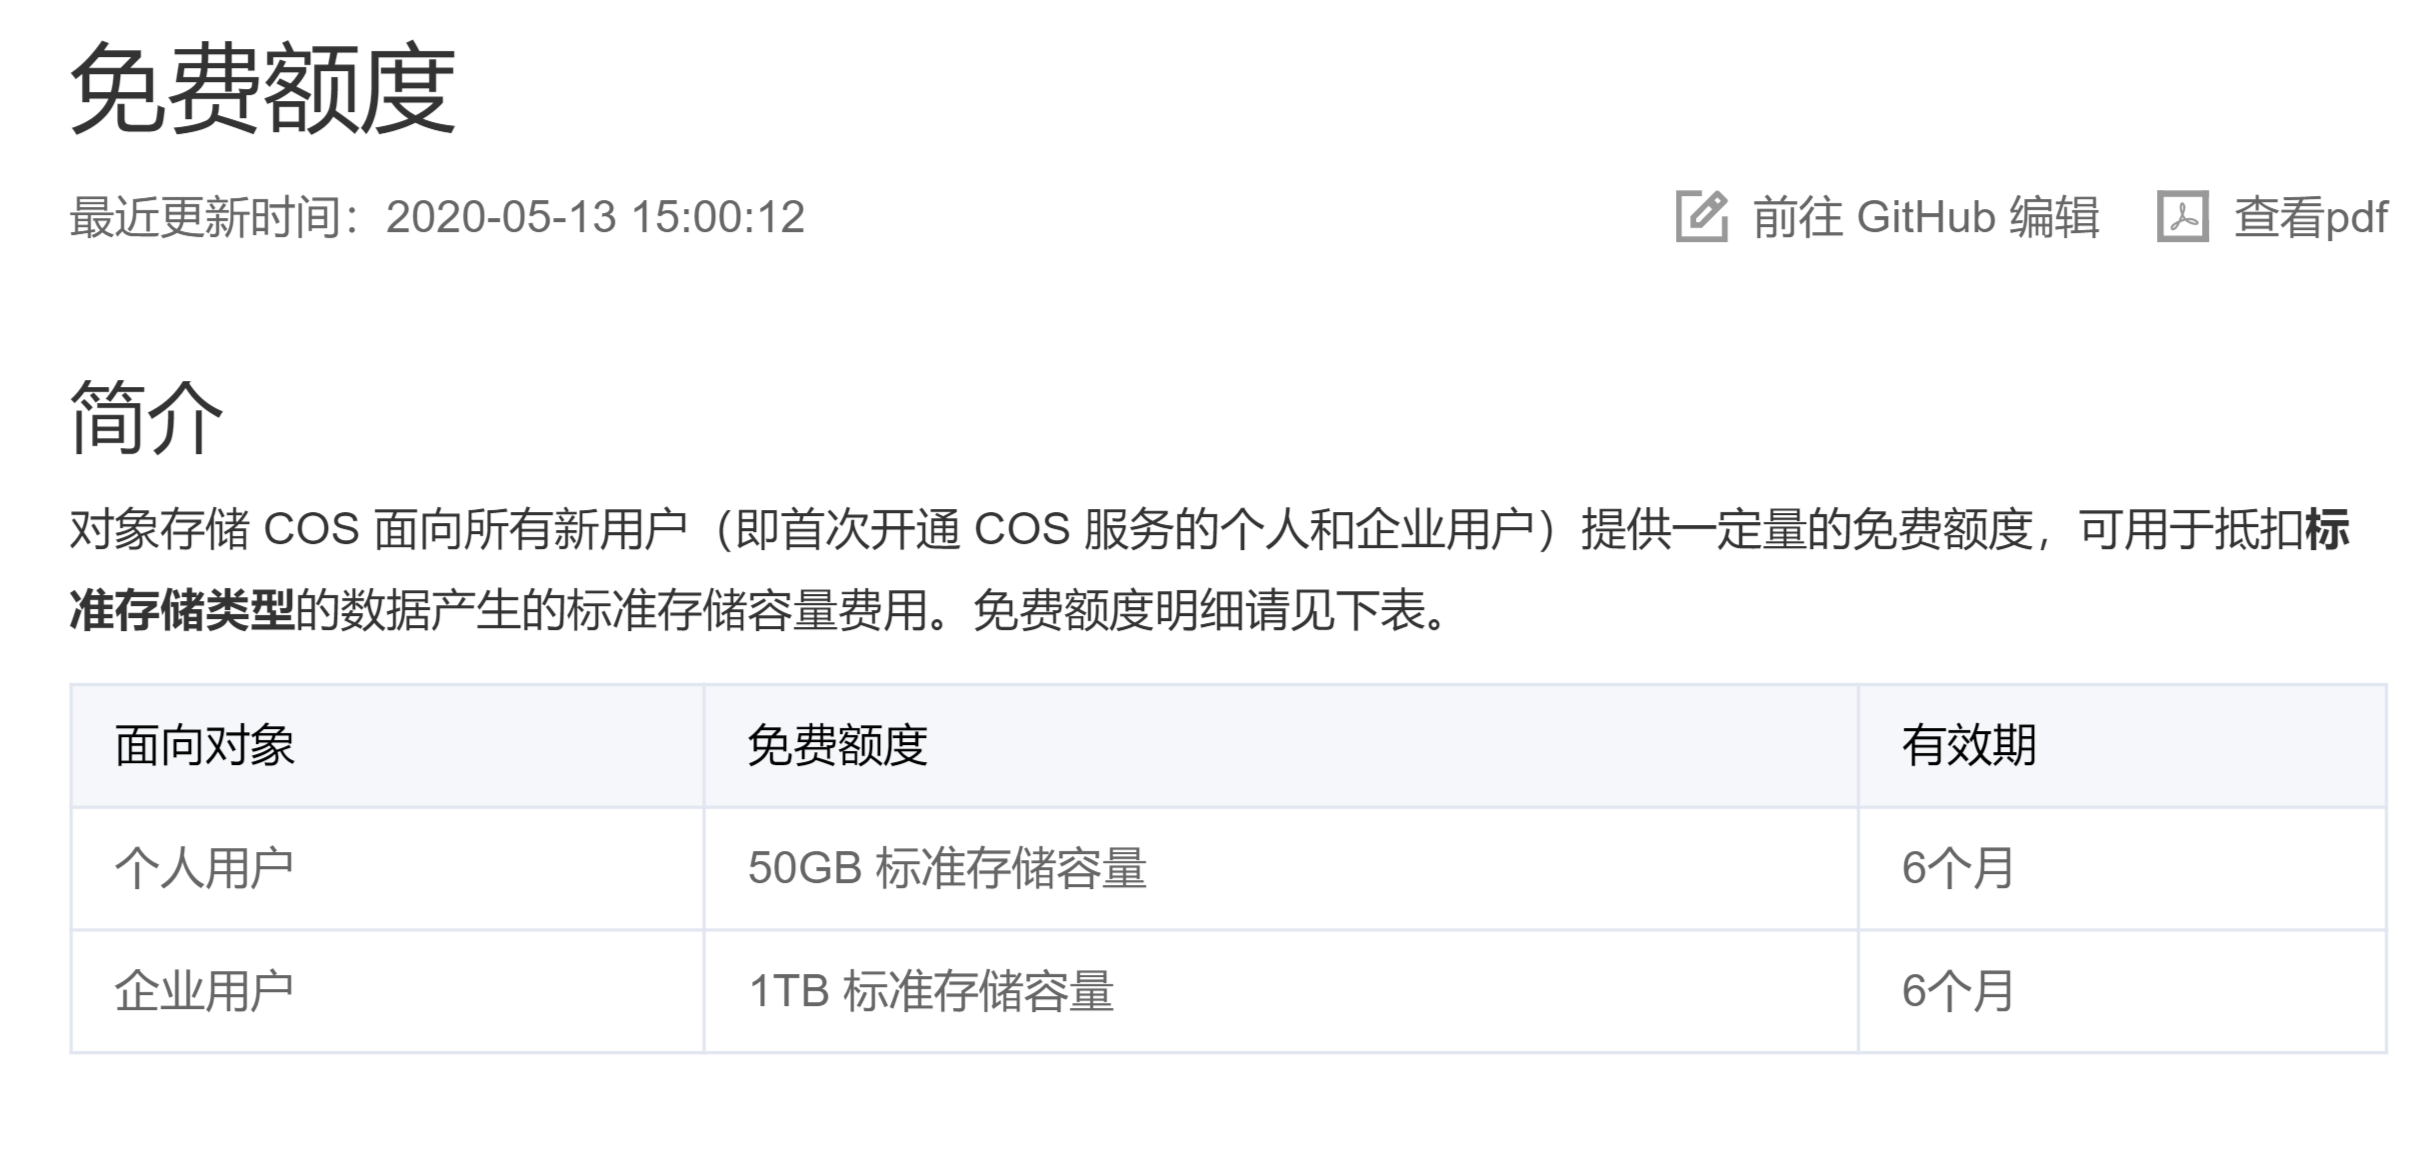 免费额度
最近更新时间：2020-05-13 15:00:12
前往 GitHub 编辑
查看pdf
简介
对象存储 COS 面向所有新用户（即首次开通 COS 服务的个人和企业用户）提供一定量的免费额度，可用于抵扣标
准存储类型的数据产生的标准存储容量费用。免费额度明细请见下表。
面向对象 免费额度 有效期
个人用户 50GB 标准存储容量 6个月
企业用户 1TB 标准存储容量 6个月